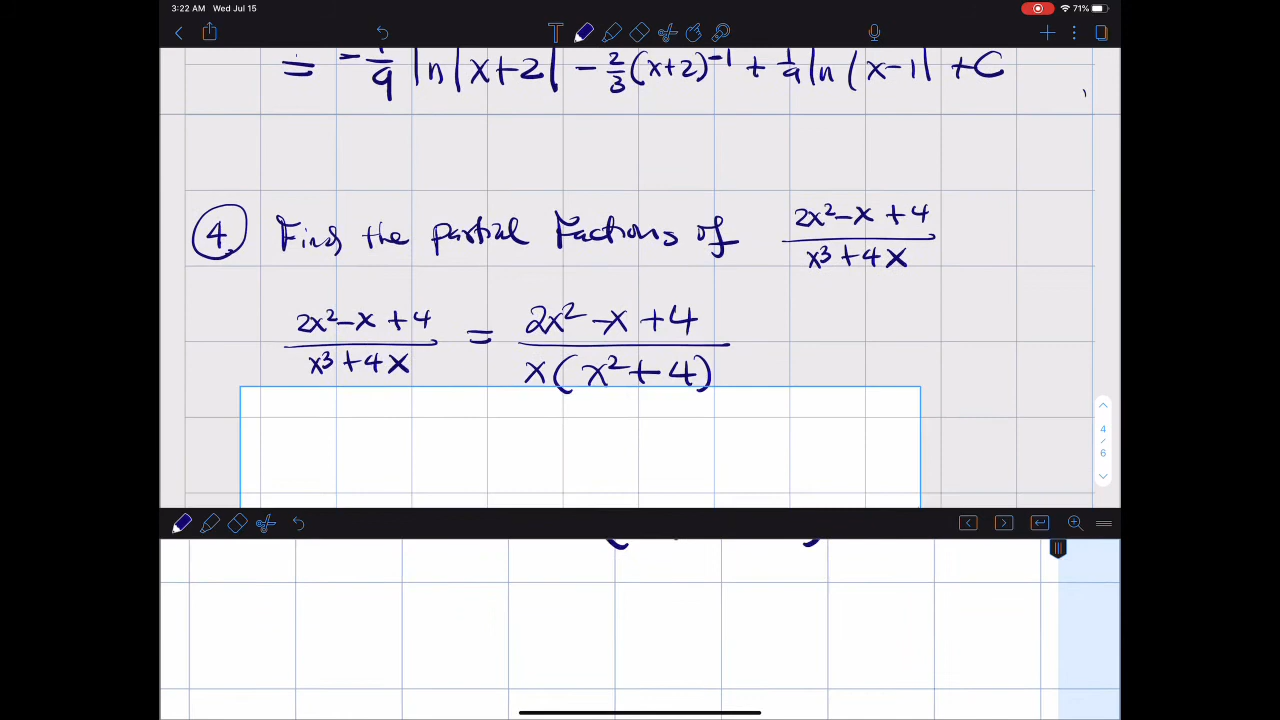 3:22 AM Wed Jul 15
71%
= -1/9 ln|x+2| - 2/3 (x+2)^-1 + 1/9 ln(x-1| + C
4. Find the partial Factions of (2x²-x+4)/(x³+4x)
(2x²-x+4)/(x³+4x) = (2x²-x+4)/(x(x²+4))
4
6